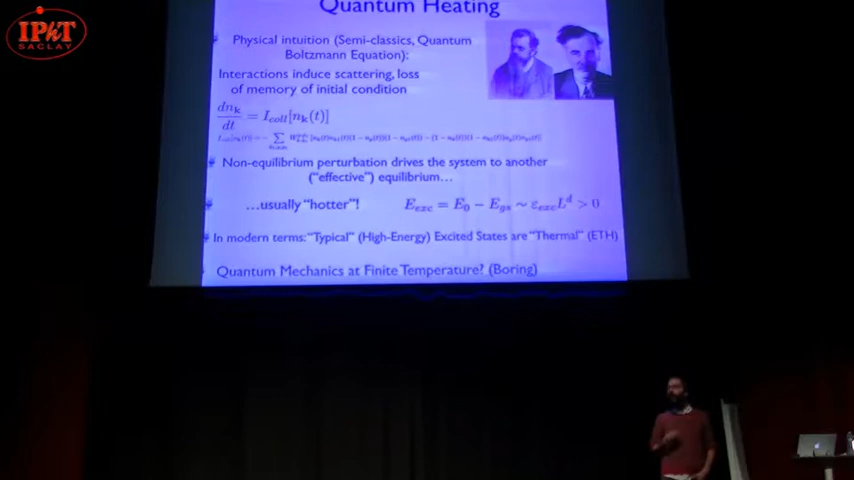 IPhT
SACLAY
Quantum Heating
Physical intuition (Semi-classics, Quantum
Boltzmann Equation):
Interactions induce scattering, loss
of memory of initial condition
dn_k/dt = I_coll[n_k(t)]
Non-equilibrium perturbation drives the system to another
("effective") equilibrium...
...usually "hotter"! E_exc = E_0 − E_gs ~ ε_exc L^d > 0
In modern terms: "Typical" (High-Energy) Excited States are "Thermal" (ETH)
Quantum Mechanics at Finite Temperature? (Boring)